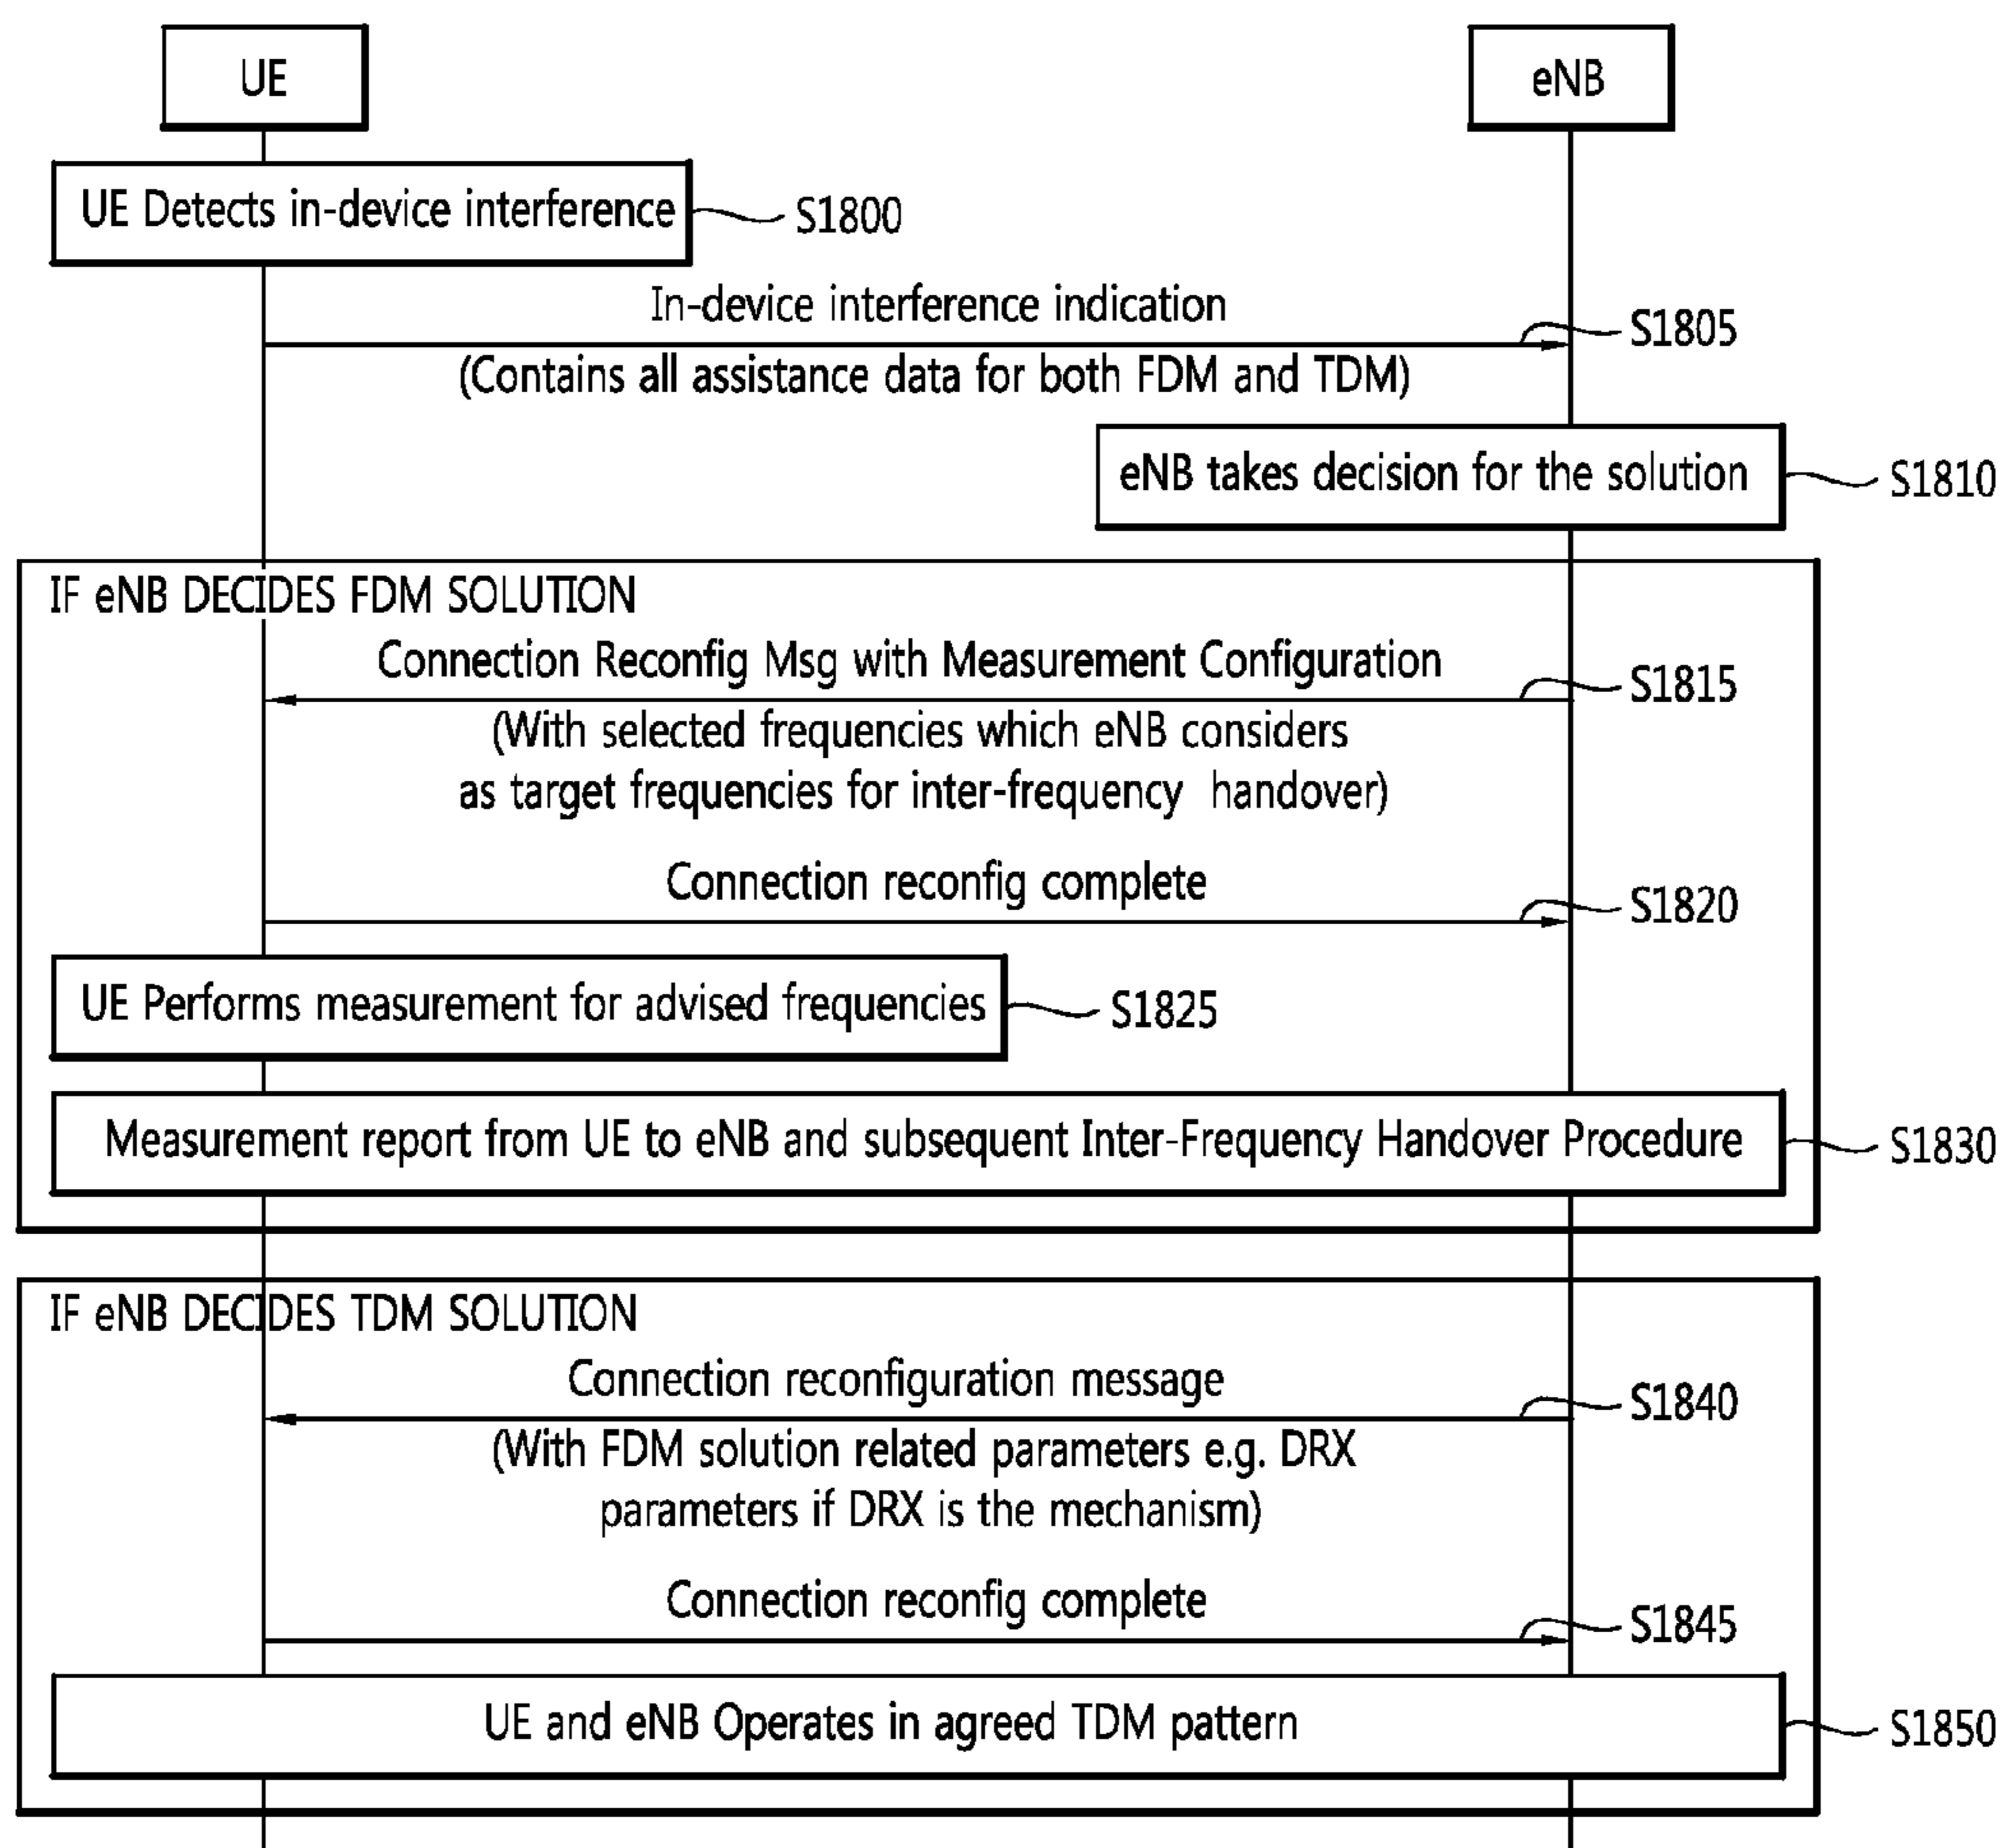 UE
eNB
UE Detects in-device interference
S1800
In-device interference indication
S1805
(Contains all assistance data for both FDM and TDM)
eNB takes decision for the solution
S1810
IF eNB DECIDES FDM SOLUTION
Connection Reconfig Msg with Measurement Configuration
S1815
(With selected frequencies which eNB considers
as target frequencies for inter-frequency handover)
Connection reconfig complete
S1820
UE Performs measurement for advised frequencies
S1825
Measurement report from UE to eNB and subsequent Inter-Frequency Handover Procedure
S1830
IF eNB DECIDES TDM SOLUTION
Connection reconfiguration message
S1840
(With FDM solution related parameters e.g. DRX
parameters if DRX is the mechanism)
Connection reconfig complete
S1845
UE and eNB Operates in agreed TDM pattern
S1850